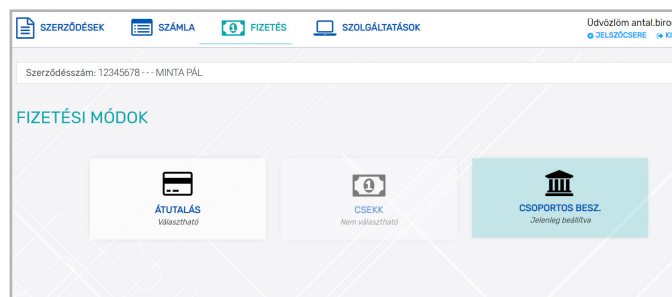 SZERZŐDÉSEK SZÁMLA FIZETÉS SZOLGÁLTATÁSOK Üdvözlöm antal.biro
JELSZÓCSERE KI
Szerződésszám: 12345678 - - - MINTA PÁL
FIZETÉSI MÓDOK
ÁTUTALÁS CSEKK CSOPORTOS BESZ.
Választható Nem választható Jelenleg beállítva